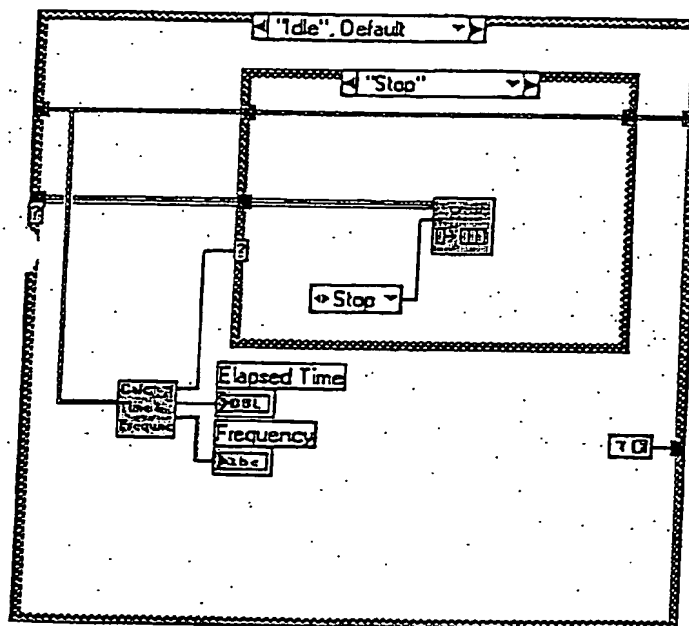 "Idle", Default
"Stop"
?
?
Stop
Elapsed Time
DBL
Frequency
abc